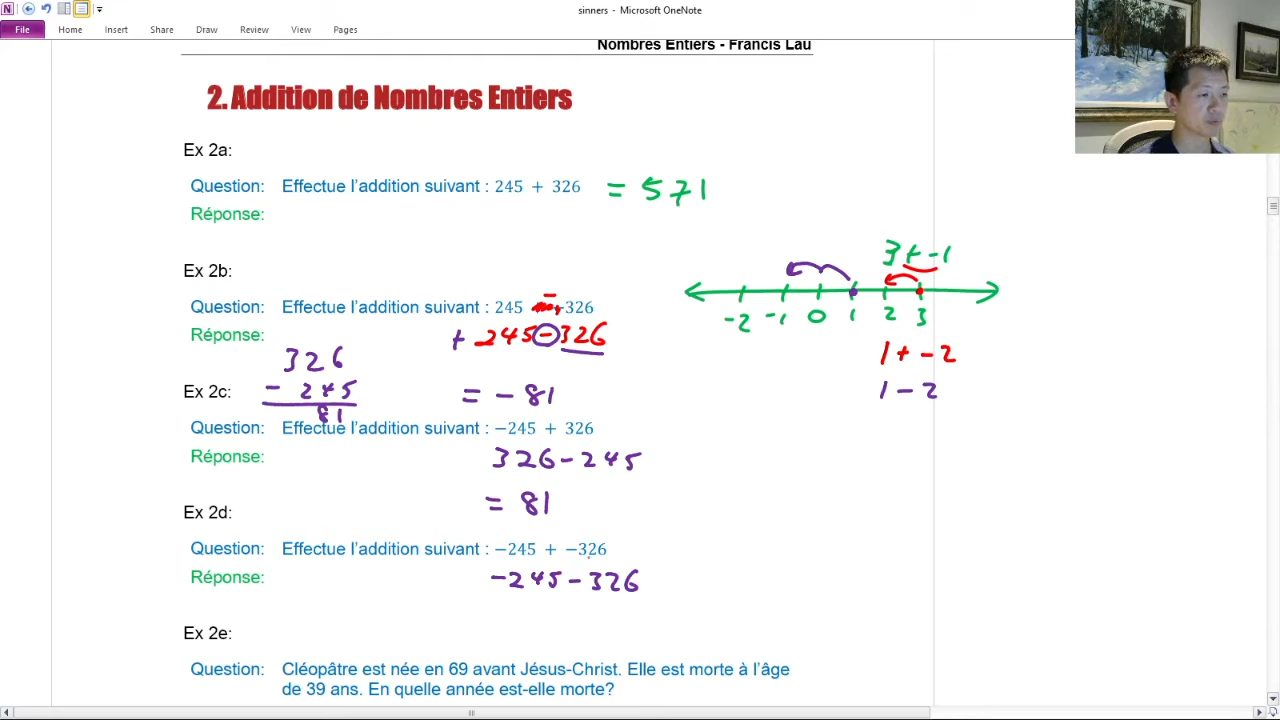 sinners - Microsoft OneNote
File Home Insert Share Draw Review View Pages
Nombres Entiers - Francis Lau
2. Addition de Nombres Entiers
Ex 2a:
Question: Effectue l’addition suivant : 245 + 326 = 571
Réponse:
Ex 2b:
3 + -1
Question: Effectue l’addition suivant : 245 - +326
-2 -1 0 1 2 3
Réponse: + 245 - 326
326
- 245
81
1 + -2
1 - 2
Ex 2c:
= - 81
Question: Effectue l’addition suivant : −245 + 326
Réponse: 326 - 245
= 81
Ex 2d:
Question: Effectue l’addition suivant : −245 + −326
Réponse: -245 - 326
Ex 2e:
Question: Cléopâtre est née en 69 avant Jésus-Christ. Elle est morte à l’âge
de 39 ans. En quelle année est-elle morte?